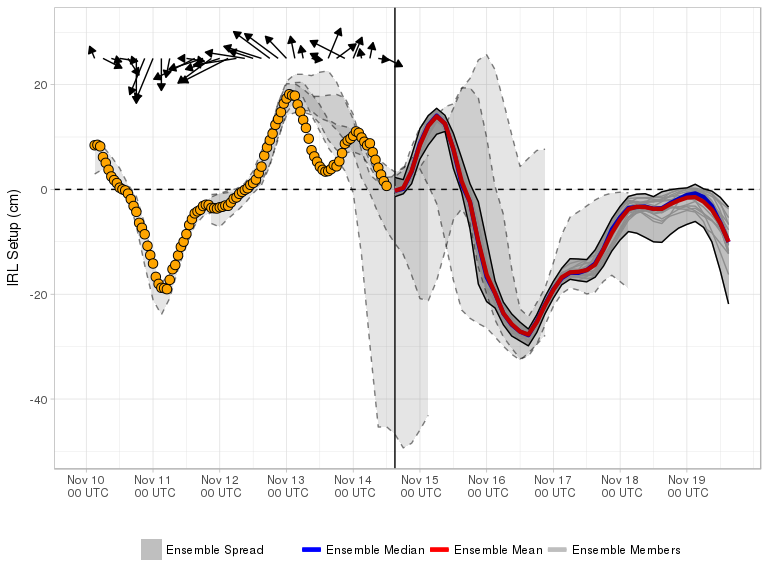 IRL Setup (cm)
20
0
-20
-40
Nov 10 Nov 11 Nov 12 Nov 13 Nov 14 Nov 15 Nov 16 Nov 17 Nov 18 Nov 19
00 UTC 00 UTC 00 UTC 00 UTC 00 UTC 00 UTC 00 UTC 00 UTC 00 UTC 00 UTC
Ensemble Spread Ensemble Median Ensemble Mean Ensemble Members